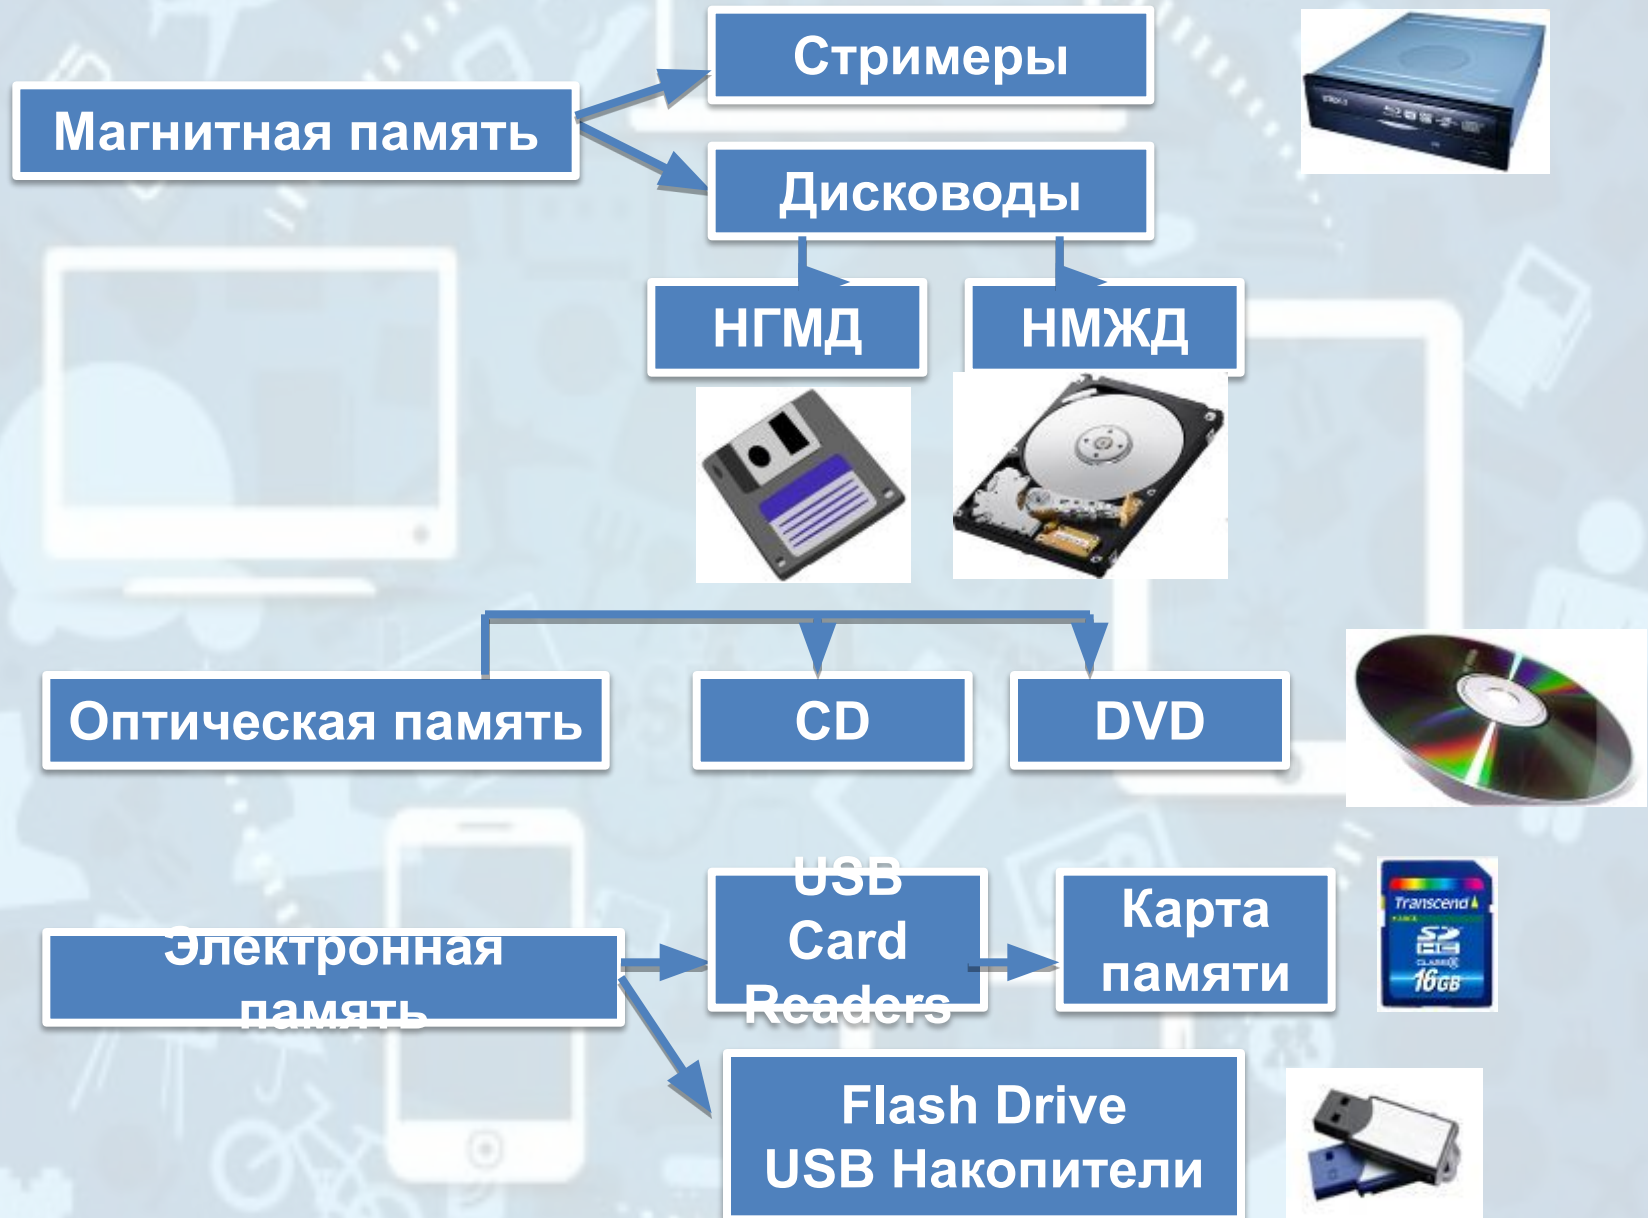 Стримеры
Магнитная память
Дисководы
НГМД
НМЖД
Оптическая память
CD
DVD
USB
Card
Readers
Карта
памяти
Электронная
память
Transcend
SD
HC
16GB
Flash Drive
USB Накопители